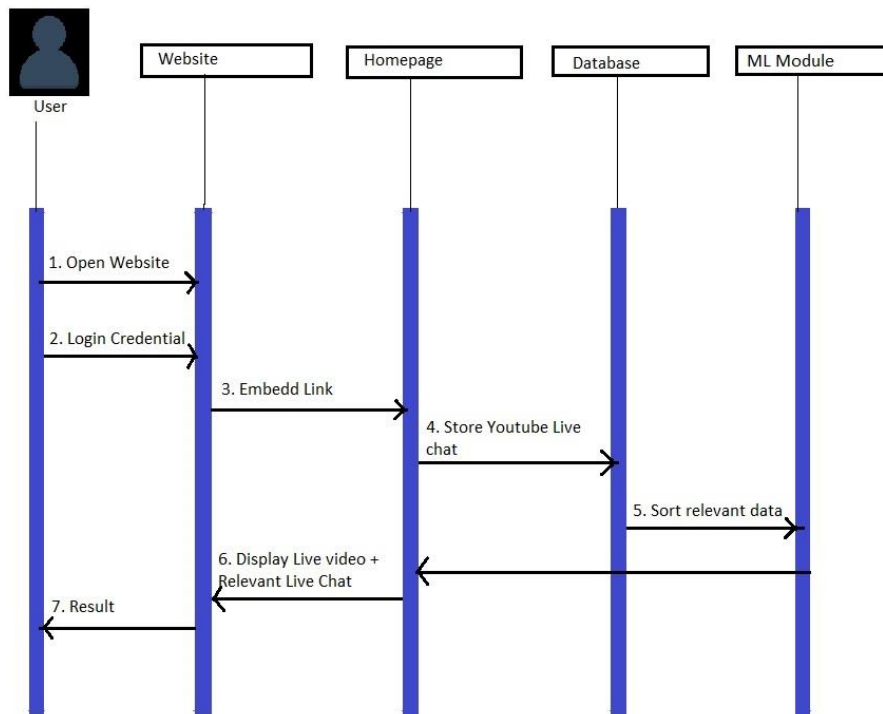 User
Website
Homepage
Database
ML Module
1. Open Website
2. Login Credential
3. Embedd Link
4. Store Youtube Live
chat
5. Sort relevant data
6. Display Live video +
Relevant Live Chat
7. Result